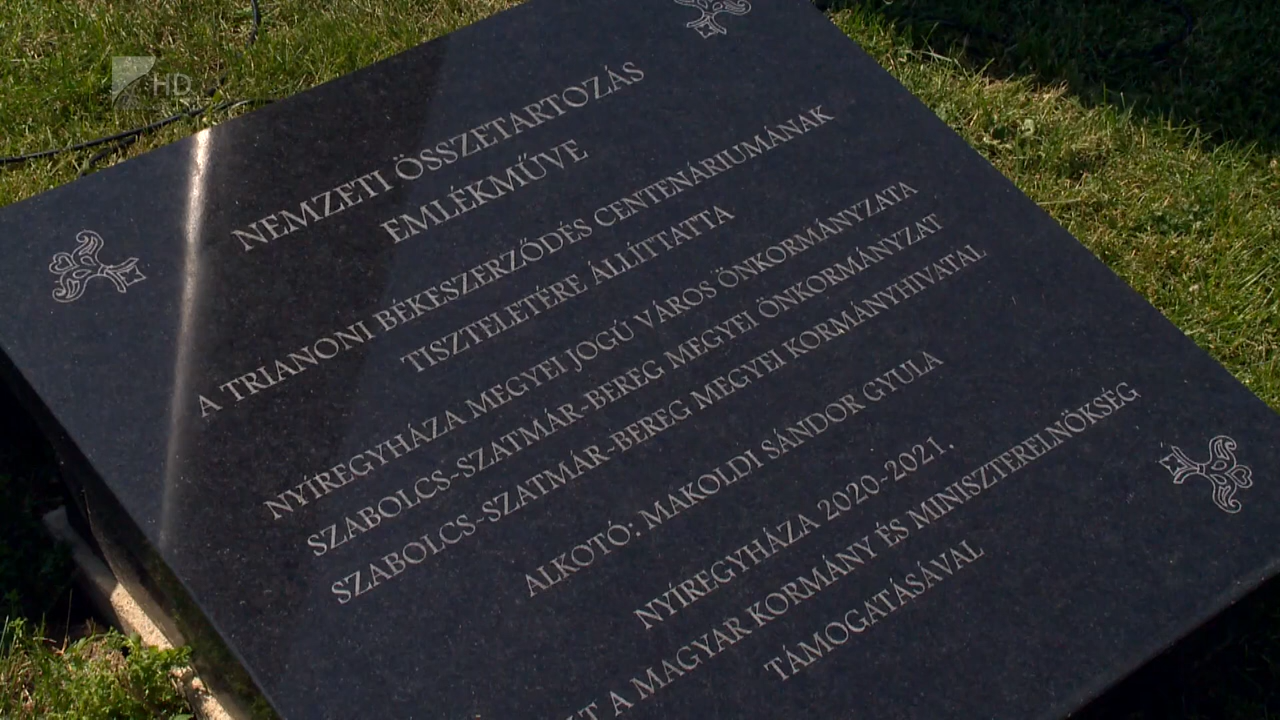 HD
NEMZETI ÖSSZETARTOZÁS
EMLÉKMŰVE
A TRIANONI BÉKESZERZŐDÉS CENTENÁRIUMÁNAK
TISZTELETÉRE ÁLLÍTTATTA
NYÍREGYHÁZA MEGYEI JOGÚ VÁROS ÖNKORMÁNYZATA
SZABOLCS-SZATMÁR-BEREG MEGYEI ÖNKORMÁNYZAT
SZABOLCS-SZATMÁR-BEREG MEGYEI KORMÁNYHIVATAL
ALKOTÓ: MAKOLDI SÁNDOR GYULA
NYÍREGYHÁZA 2020-2021.
A MAGYAR KORMÁNY ÉS MINISZTERELNÖKSÉG
TÁMOGATÁSÁVAL